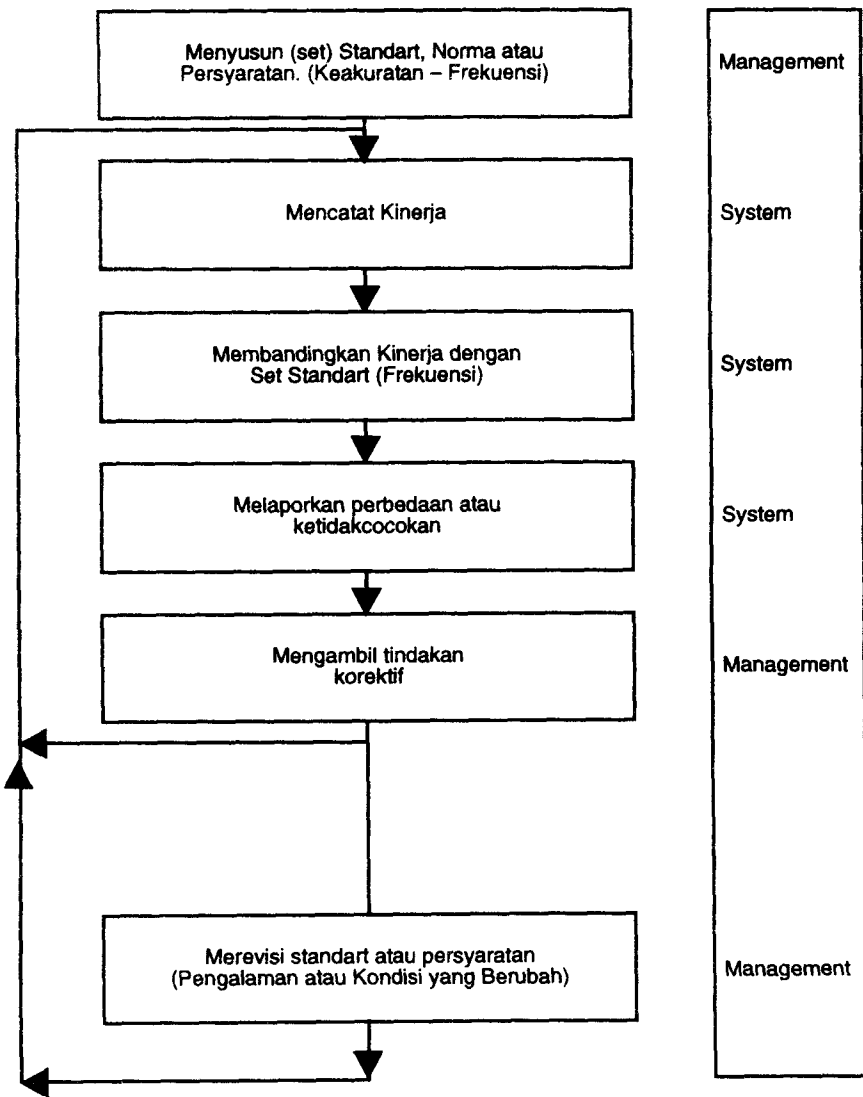 Menyusun (set) Standart, Norma atau
Persyaratan. (Keakuratan – Frekuensi)
Management
Mencatat Kinerja
System
Membandingkan Kinerja dengan
Set Standart (Frekuensi)
System
Melaporkan perbedaan atau
ketidakcocokan
System
Mengambil tindakan
korektif
Management
Merevisi standart atau persyaratan
(Pengalaman atau Kondisi yang Berubah)
Management